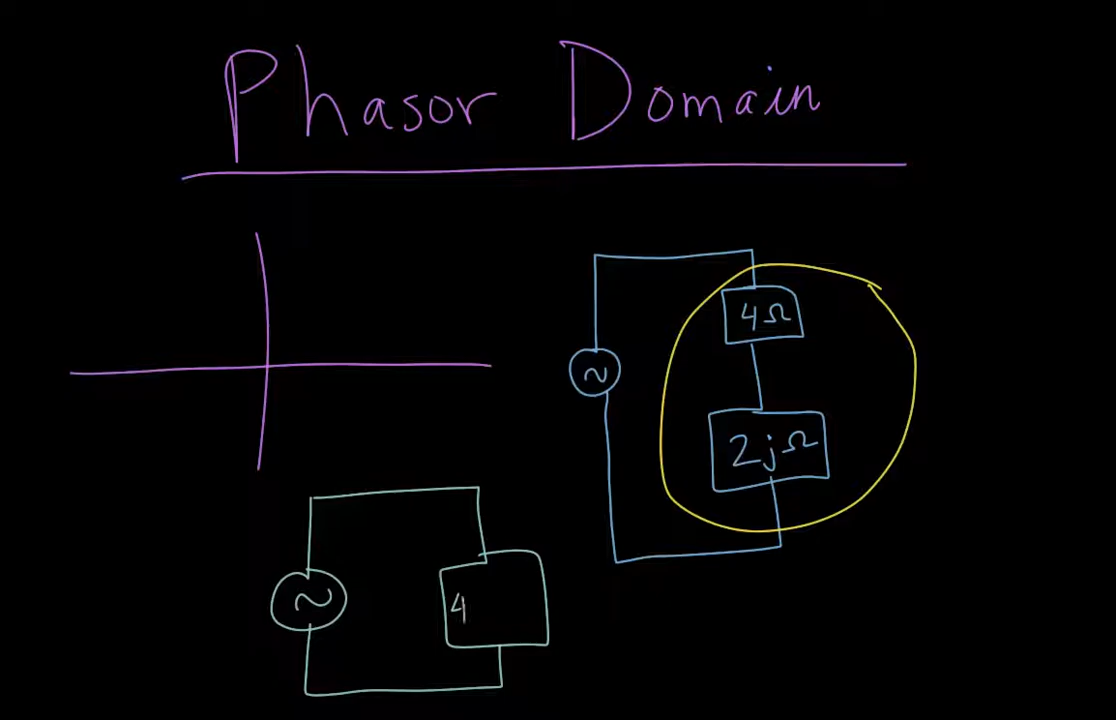 Phasor Domain
4Ω
~
2jΩ
~
4